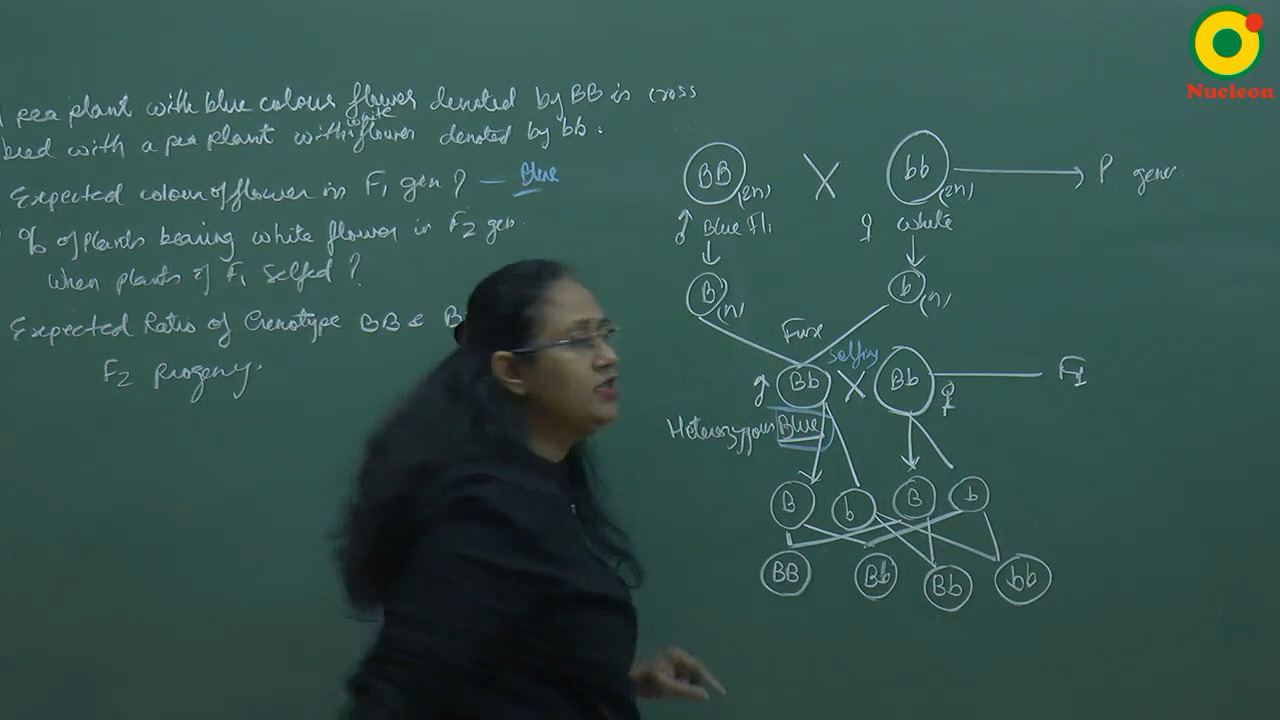 pea plant with blue colour flower denoted by BB is cross
bred with a pea plant with white flower denoted by bb.
Expected colour of flower in F1 gen? — Blue
% of plants bearing white flower in F2 gen.
when plants of F1 selfed?
Expected Ratio of Genotype BB & B
F2 progeny.
Nucleon
BB X bb P gener
(2n) (2n)
♂ Blue Fl. ♀ white
B (n) b (n)
selfing
♂ Bb X Bb ♀ F1
Heterozygous Blue
B b B b
BB Bb Bb bb